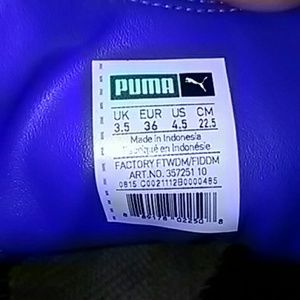 PUMA
UK EUR US CM
3.5 36 4.5 22.5
Made in Indonesia
Fabriqué en Indonésie
FACTORY FTWDM/FIDDM
ART.NO. 357251 10
0815 C0021112B0000485